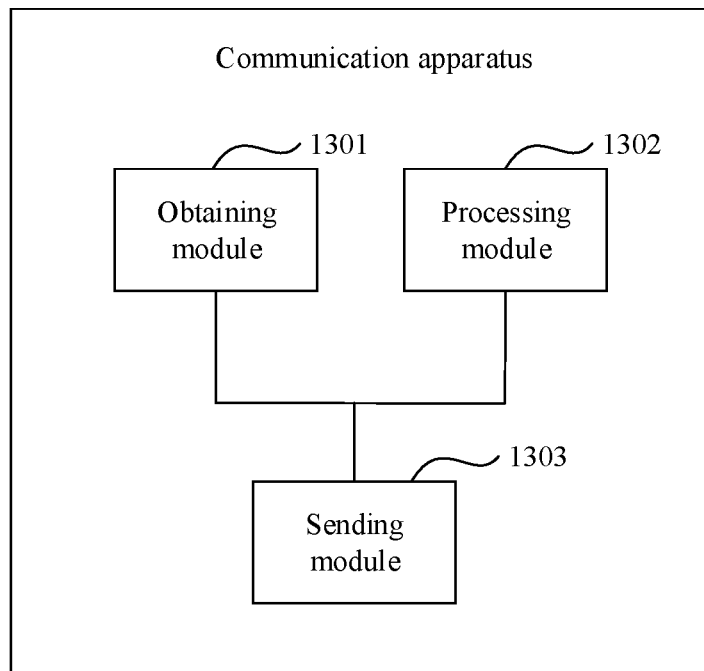 Communication apparatus
1301
1302
Obtaining
module
Processing
module
1303
Sending
module